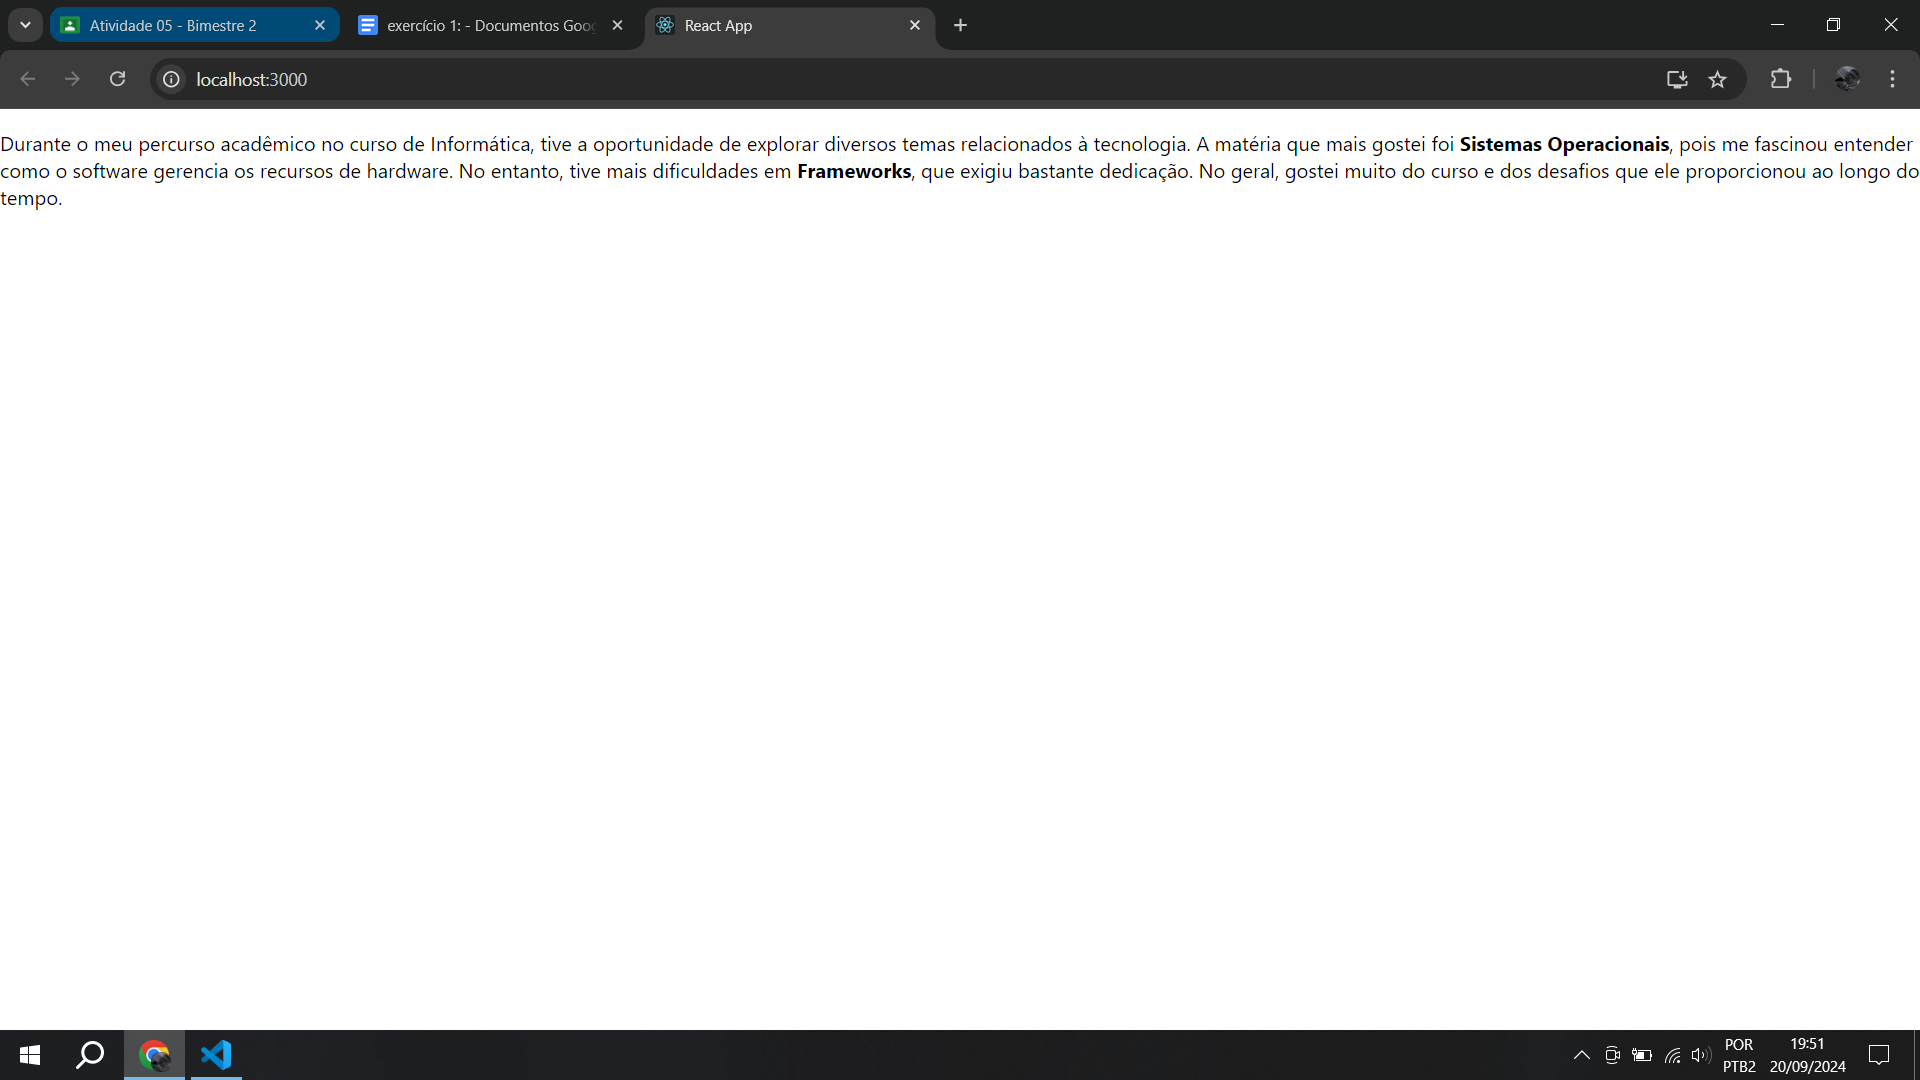 Atividade 05 - Bimestre 2
exercício 1: - Documentos Goo
React App
localhost:3000
Durante o meu percurso acadêmico no curso de Informática, tive a oportunidade de explorar diversos temas relacionados à tecnologia. A matéria que mais gostei foi Sistemas Operacionais, pois me fascinou entender
como o software gerencia os recursos de hardware. No entanto, tive mais dificuldades em Frameworks, que exigiu bastante dedicação. No geral, gostei muito do curso e dos desafios que ele proporcionou ao longo do
tempo.
POR
PTB2
19:51
20/09/2024